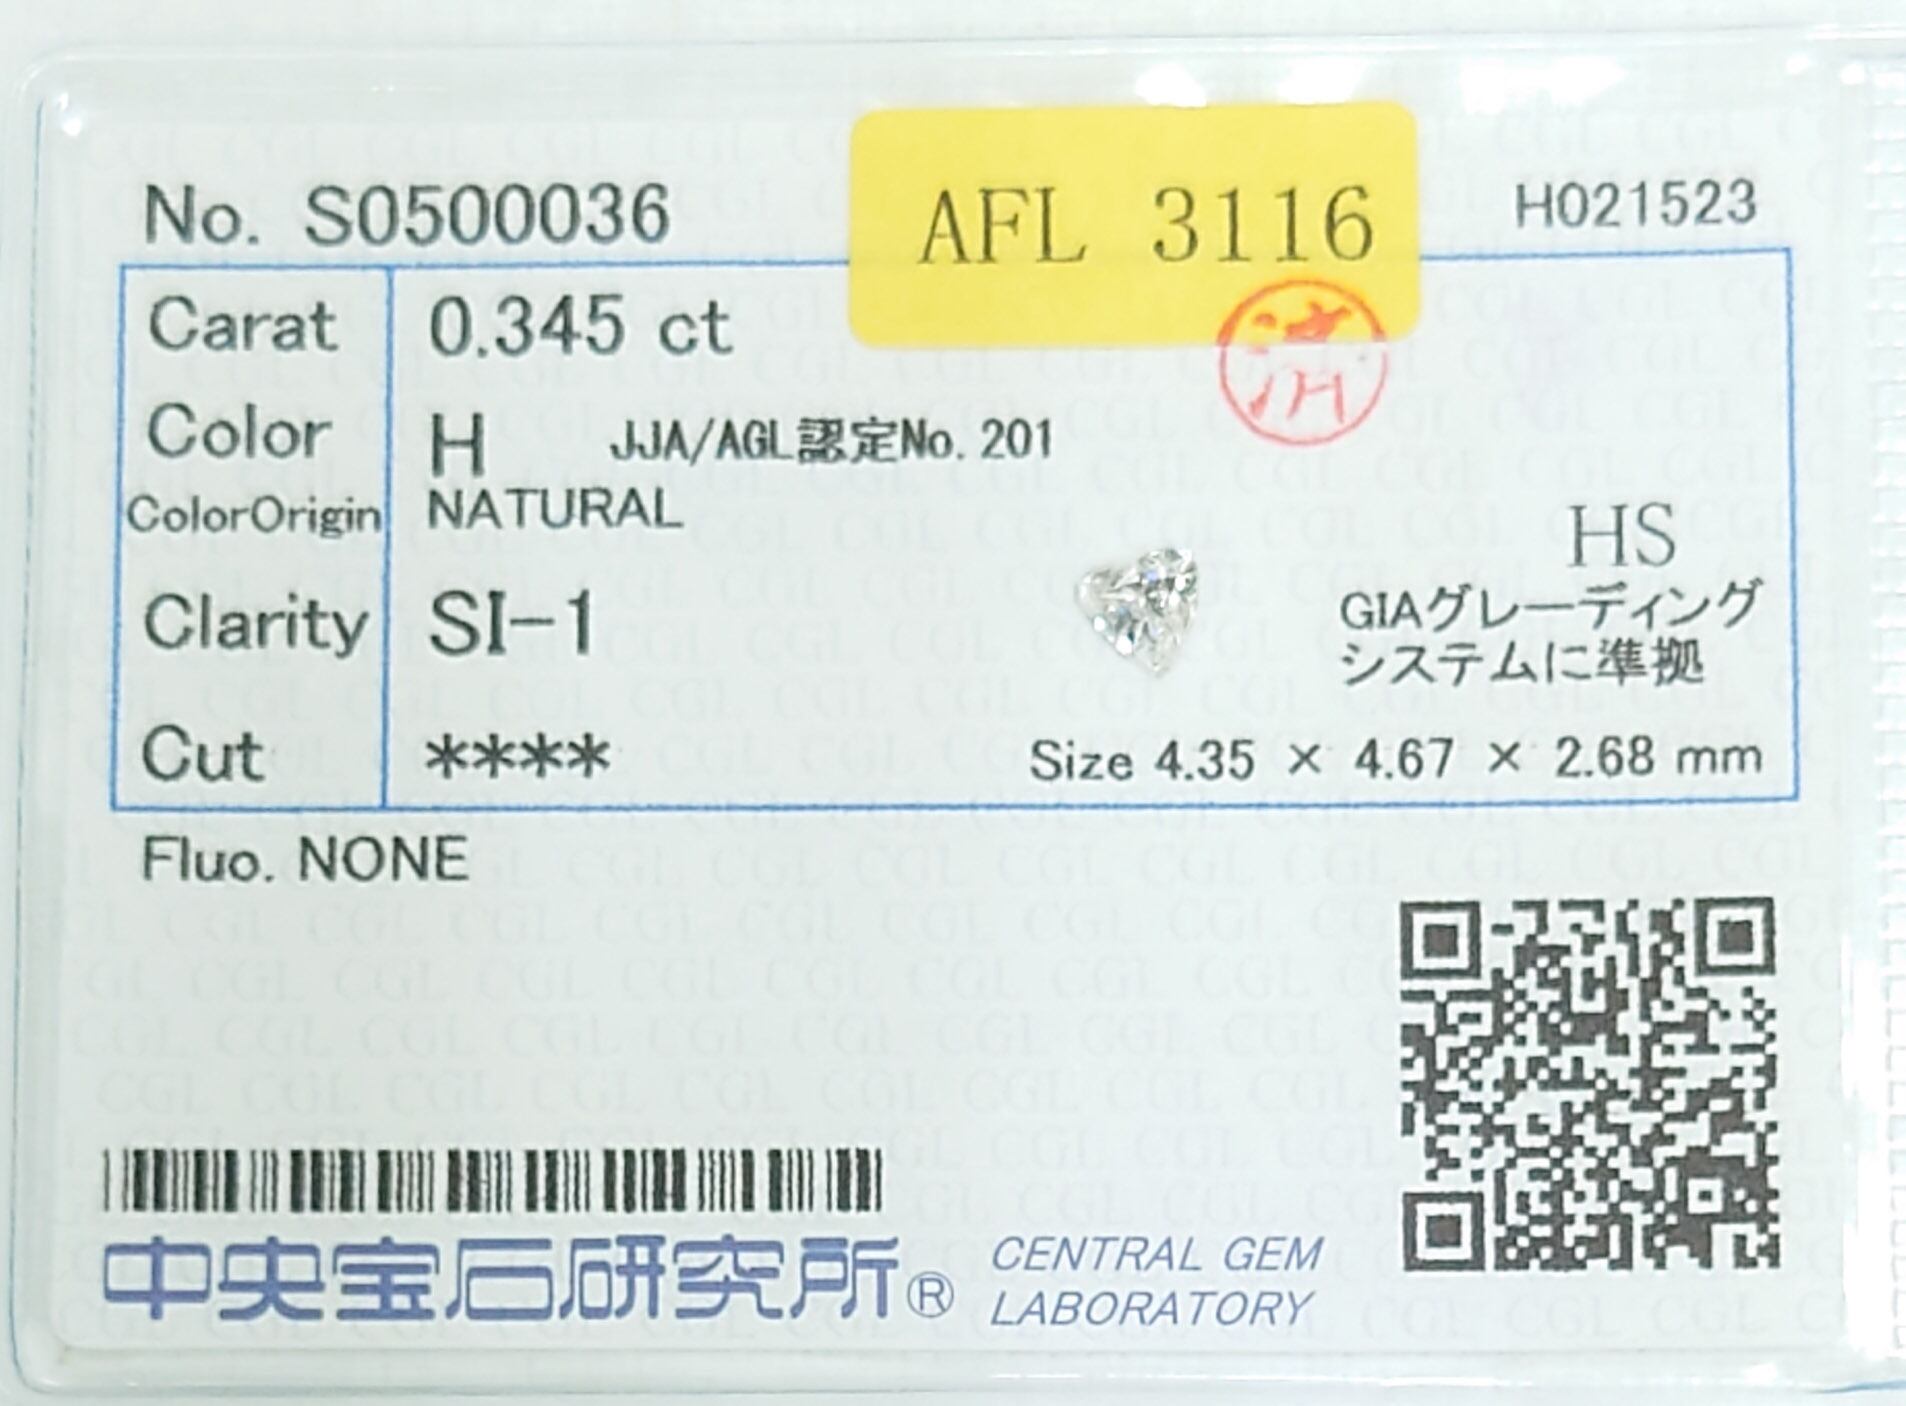 No. S0500036
AFL 3116
H021523
済
Carat 0.345 ct
Color H JJA/AGL認定No. 201
ColorOrigin NATURAL
HS
Clarity SI-1
GIAグレーディング
システムに準拠
Cut ****
Size 4.35 × 4.67 × 2.68 mm
Fluo. NONE
中央宝石研究所®
CENTRAL GEM
LABORATORY